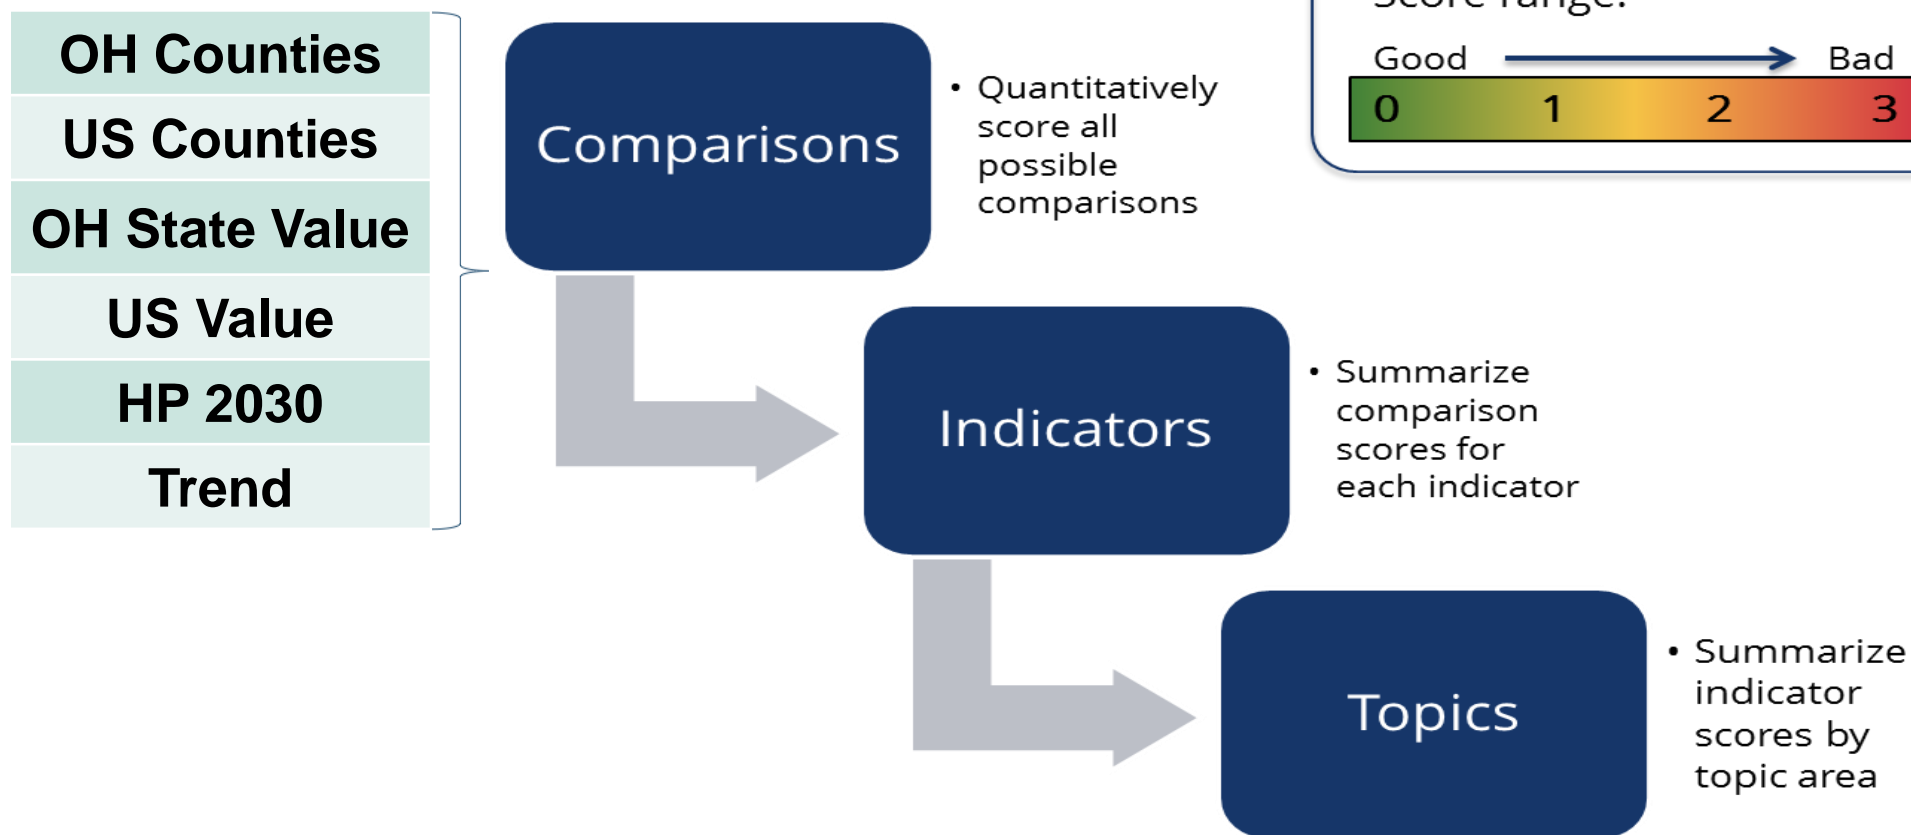 OH Counties
US Counties
OH State Value
US Value
HP 2030
Trend
Comparisons
• Quantitatively
score all
possible
comparisons
Score range:
Good
Bad
0 1 2 3
Indicators
• Summarize
comparison
scores for
each indicator
Topics
• Summarize
indicator
scores by
topic area